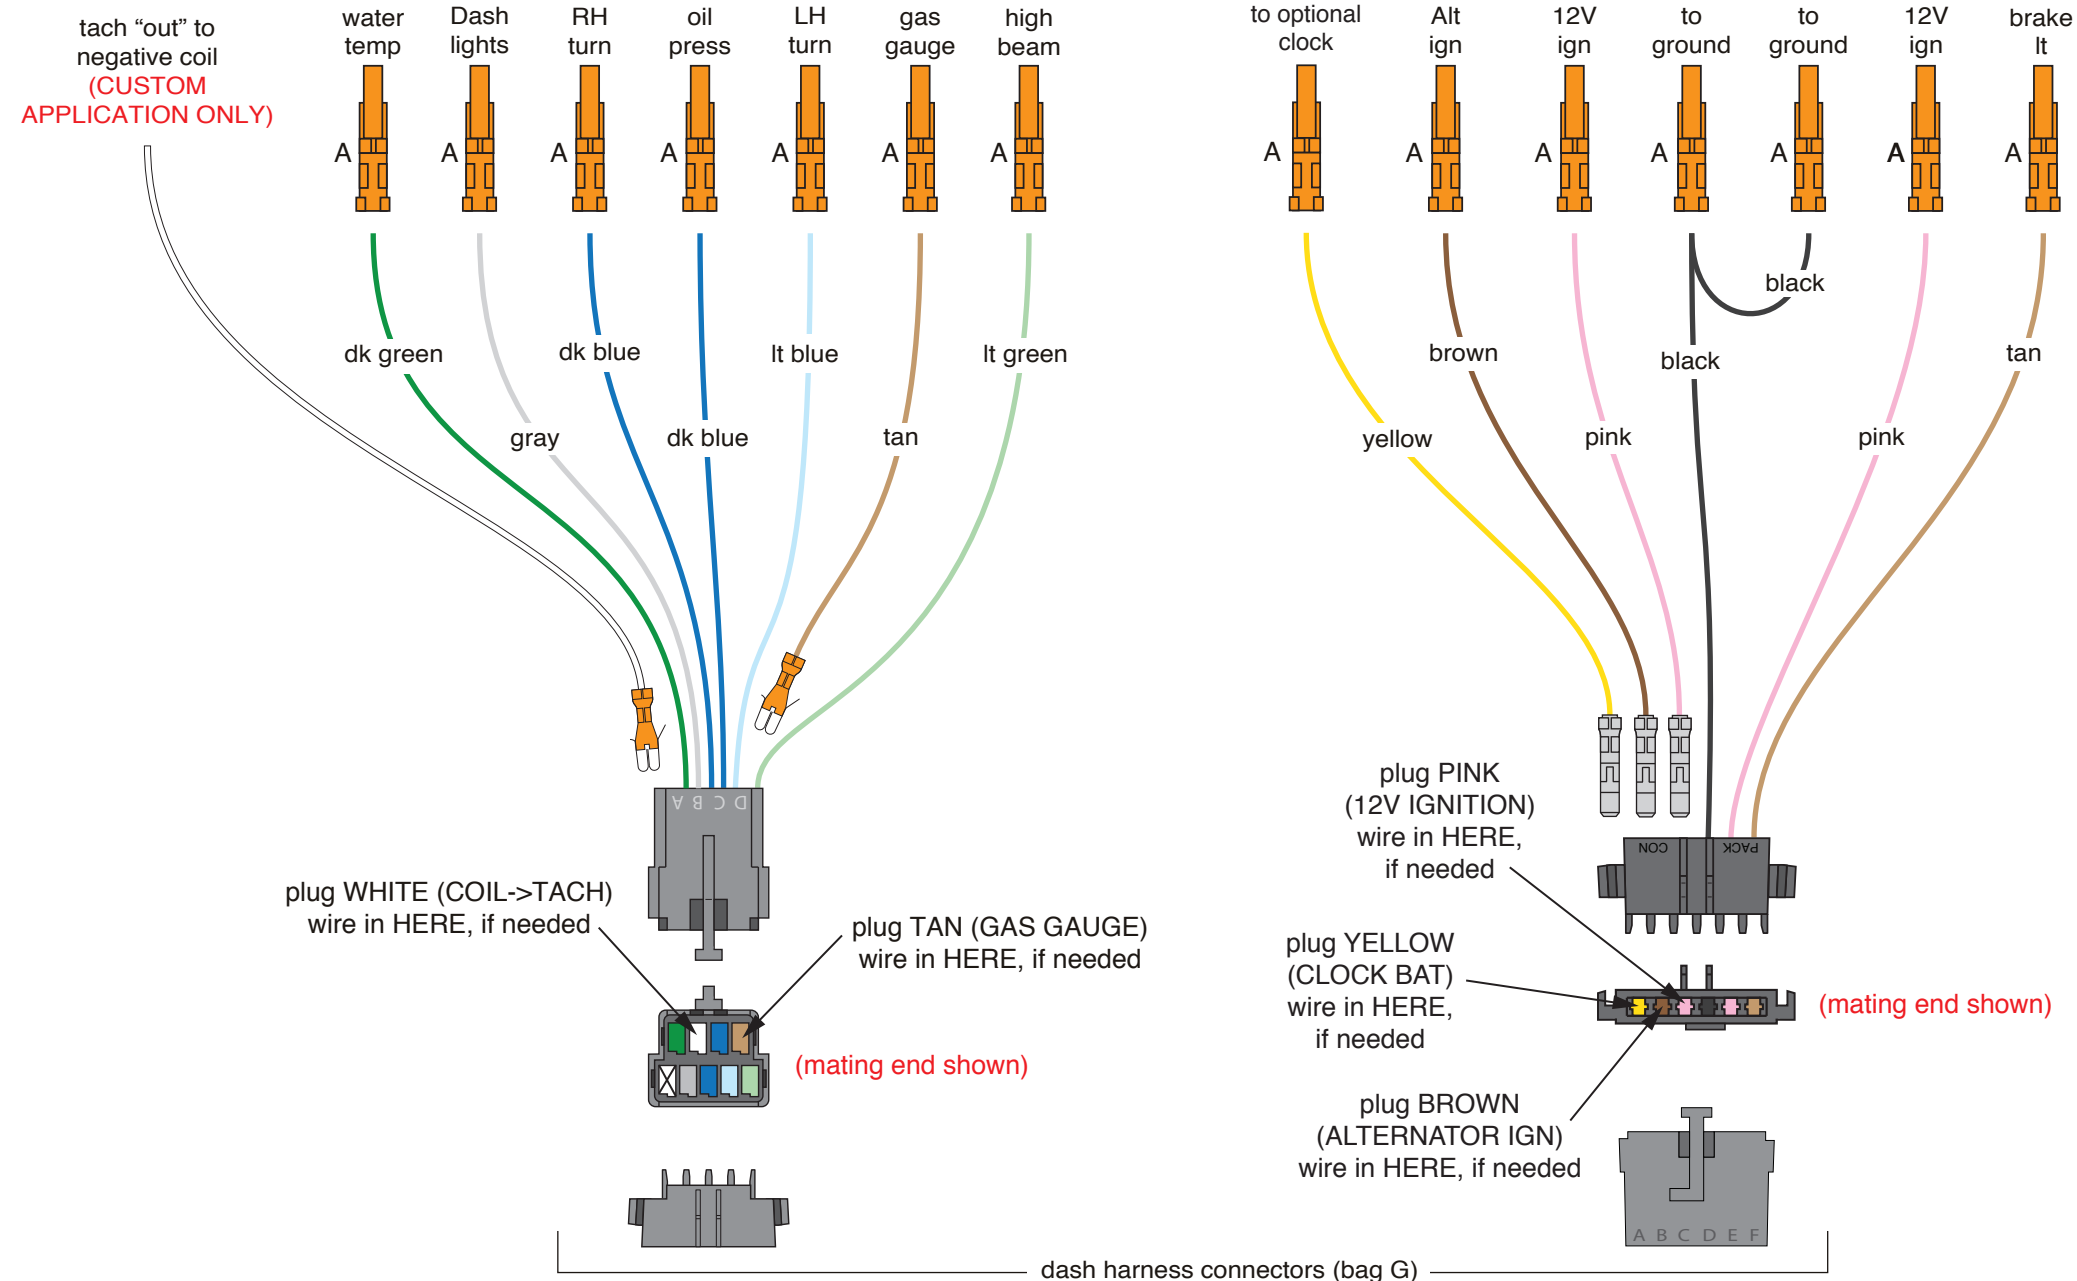 tach “out” to
negative coil
(CUSTOM
APPLICATION ONLY)
water
temp
Dash
lights
RH
turn
oil
press
LH
turn
gas
gauge
high
beam
to optional
clock
Alt
ign
12V
ign
to
ground
to
ground
12V
ign
brake
lt
A
A
A
A
A
A
A
A
A
A
A
A
A
A
black
dk green
dk blue
lt blue
lt green
brown
black
tan
gray
dk blue
tan
yellow
pink
pink
A B C D
CON
PACK
plug PINK
(12V IGNITION)
wire in HERE,
if needed
plug WHITE (COIL->TACH)
wire in HERE, if needed
plug TAN (GAS GAUGE)
wire in HERE, if needed
plug YELLOW
(CLOCK BAT)
wire in HERE,
if needed
(mating end shown)
(mating end shown)
plug BROWN
(ALTERNATOR IGN)
wire in HERE, if needed
A B C D E F
dash harness connectors (bag G)